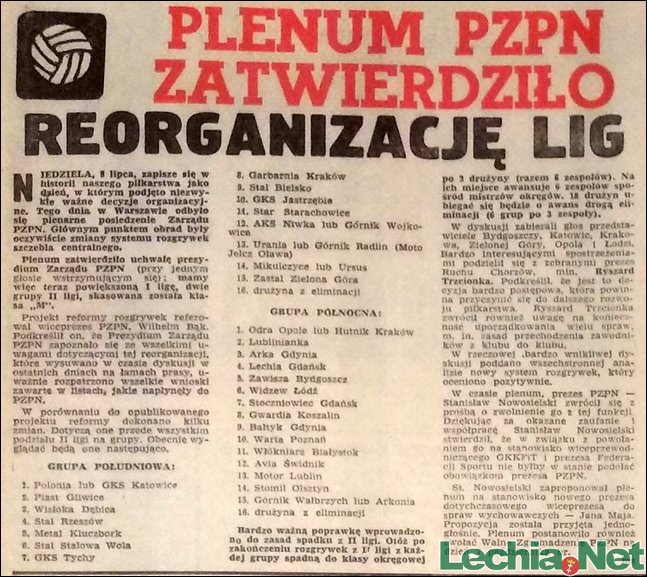 PLENUM PZPN
ZATWIERDZIŁO
REORGANIZACJĘ LIG
NIEDZIELA, 8 lipca, zapisze się w
historii naszego piłkarstwa jako
dzień, w którym podjęto niezwy-
kle ważne decyzje organizacyj-
ne. Tego dnia w Warszawie odbyło
się plenarne posiedzenie Zarządu
PZPN. Głównym punktem obrad były
oczywiście zmiany systemu rozgrywek
szczebla centralnego.
Plenum zatwierdziło uchwałę prezy-
dium Zarządu PZPN (przy jednym
głosie wstrzymującym się) i mamy
więc teraz powiększoną I ligę, dwie
grupy II ligi, skasowana została kla-
sa „M".
Projekt reformy rozgrywek refero-
wał wiceprezes PZPN, Wilhelm Bąk.
Podkreślił on, że Prezydium Zarządu
PZPN zapoznało się ze wszelkimi u-
wagami dotyczącymi tej reorganizacji,
które wysuwano w czasie dyskusji w
ostatnich dniach na łamach prasy, u-
ważnie rozpatrzono wszelkie wnioski
zawarte w listach, jakie napłynęły do
PZPN.
W porównaniu do opublikowanego
projektu reformy dokonano kilku
zmian. Dotyczą one przede wszystkim
podziału II ligi na grupy. Obecnie wy-
glądać będą one następująco.
GRUPA POŁUDNIOWA:
1. Polonia lub GKS Katowice
2. Piast Gliwice
3. Wisłoka Dębica
4. Stal Rzeszów
5. Metal Kluczbork
6. Stal Stalowa Wola
7. GKS Tychy
8. Garbarnia Kraków
9. Stal Bielsko
10. GKS Jastrzębia
11. Star Starachowice
12. AKS Niwka lub Górnik Wojko-
wice
13. Urania lub Górnik Radlin (Moto
Jelcz Oława)
14. Mikulczyce lub Ursus
15. Zastal Zielona Góra
16. drużyna z eliminacji
GRUPA PÓŁNOCNA:
1. Odra Opole lub Hutnik Kraków
2. Lublinianka
3. Arka Gdynia
4. Lechia Gdańsk
5. Zawisza Bydgoszcz
6. Widzew Łódź
7. Stoczniowiec Gdańsk
8. Gwardia Koszalin
9. Bałtyk Gdynia
10. Warta Poznań
11. Włókniarz Białystok
12. Avia Świdnik
13. Motor Lublin
14. Stomil Olsztyn
15. Górnik Wałbrzych lub Arkonia
16. drużyna z eliminacji
Bardzo ważną poprawkę wprowadzo-
no do zasad spadku z II ligi. Otóż po
zakończeniu rozgrywek z II ligi z każ-
dej grupy spadną do klasy okręgowej
po 3 drużyny (razem 6 zespołów). Na
ich miejsce awansuje 6 zespołów spo-
śród mistrzów okręgów. 18 drużyn u-
biegać się będzie o awans drogą eli-
minacji (6 grup po 3 zespoły).
W dyskusji zabierali głos przedsta-
wiciele Bydgoszczy, Katowic, Krako-
wa, Zielonej Góry, Opola i Łodzi.
Bardzo interesującymi spostrzeżenia-
mi podzielił się z zebranymi prezes
Ruchu Chorzów, min. Ryszard
Trzcionka. Podkreślił, że jest to de-
cyzja bardzo postępowa, która powin-
na przyczynić się do dalszego rozwo-
ju piłkarstwa. Ryszard Trzcionka
zwrócił również uwagę na koniecz-
ność uporządkowania wielu spraw,
m. in. zasad przechodzenia zawodni-
ków z klubu do klubu.
W rzeczowej, bardzo wnikliwej dy-
skusji poddano wszechstronnej ana-
lizie nowy system rozgrywek, który
oceniono pozytywnie.
W czasie plenum, prezes PZPN —
Stanisław Nowosielski zwrócił się z
prośbą o zwolnienie go z tej funkcji.
Dziękując za okazane zaufanie i
współpracę Stanisław Nowosielski
stwierdził, że w związku z powoła-
niem go na stanowisko wiceprzewod-
niczącego GKKFiT i prezesa Federa-
cji Sportu nie byłby w stanie podołać
obowiązkom prezesa PZPN.
St. Nowosielski zaproponował ple-
num na stanowisko nowego prezesa
dotychczasowego wiceprezesa do
spraw wychowawczych — Jana Maja.
Propozycja została przyjęta jedno-
głośnie. Plenum postanowiło również
zwołać Walne Zgromadzenie PZPN na
Lechia.Net